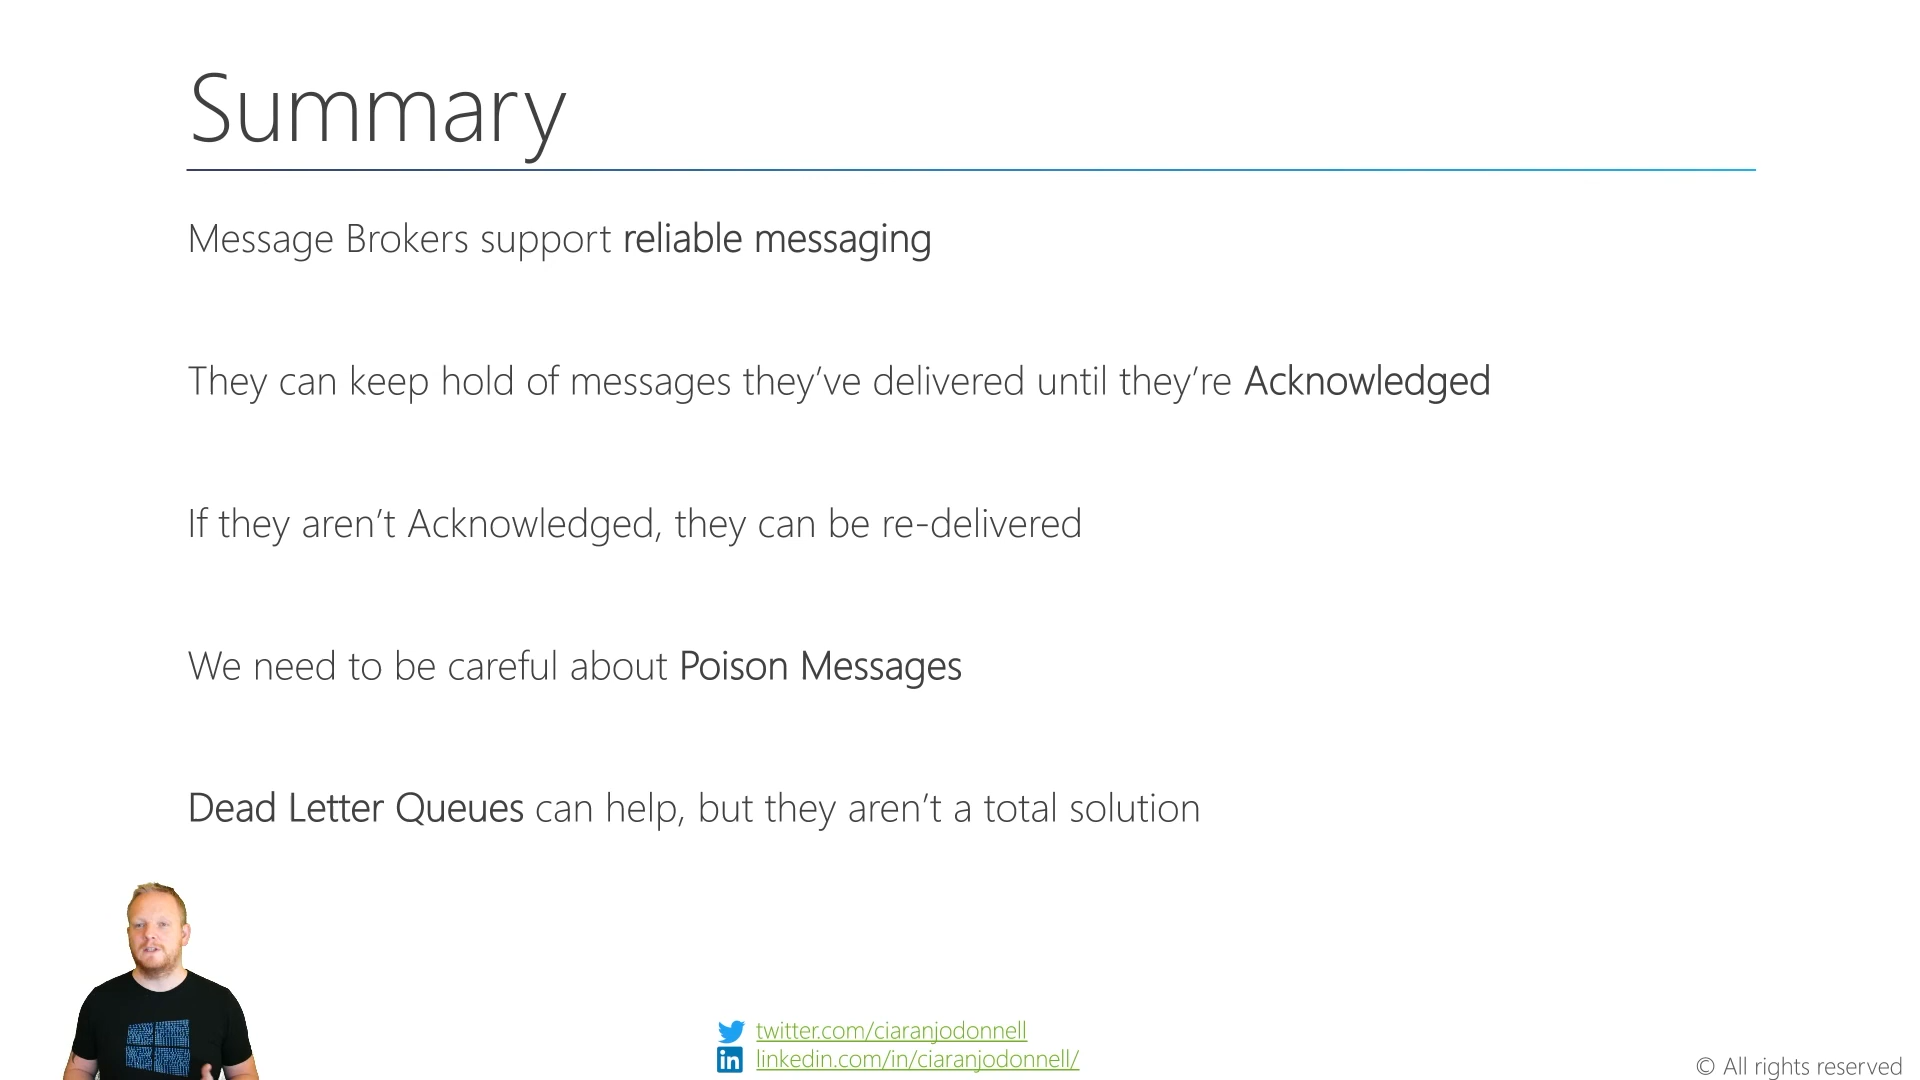 Summary
Message Brokers support reliable messaging
They can keep hold of messages they’ve delivered until they’re Acknowledged
If they aren’t Acknowledged, they can be re-delivered
We need to be careful about Poison Messages
Dead Letter Queues can help, but they aren’t a total solution
twitter.com/ciaranjodonnell
in linkedin.com/in/ciaranjodonnell/
© All rights reserved